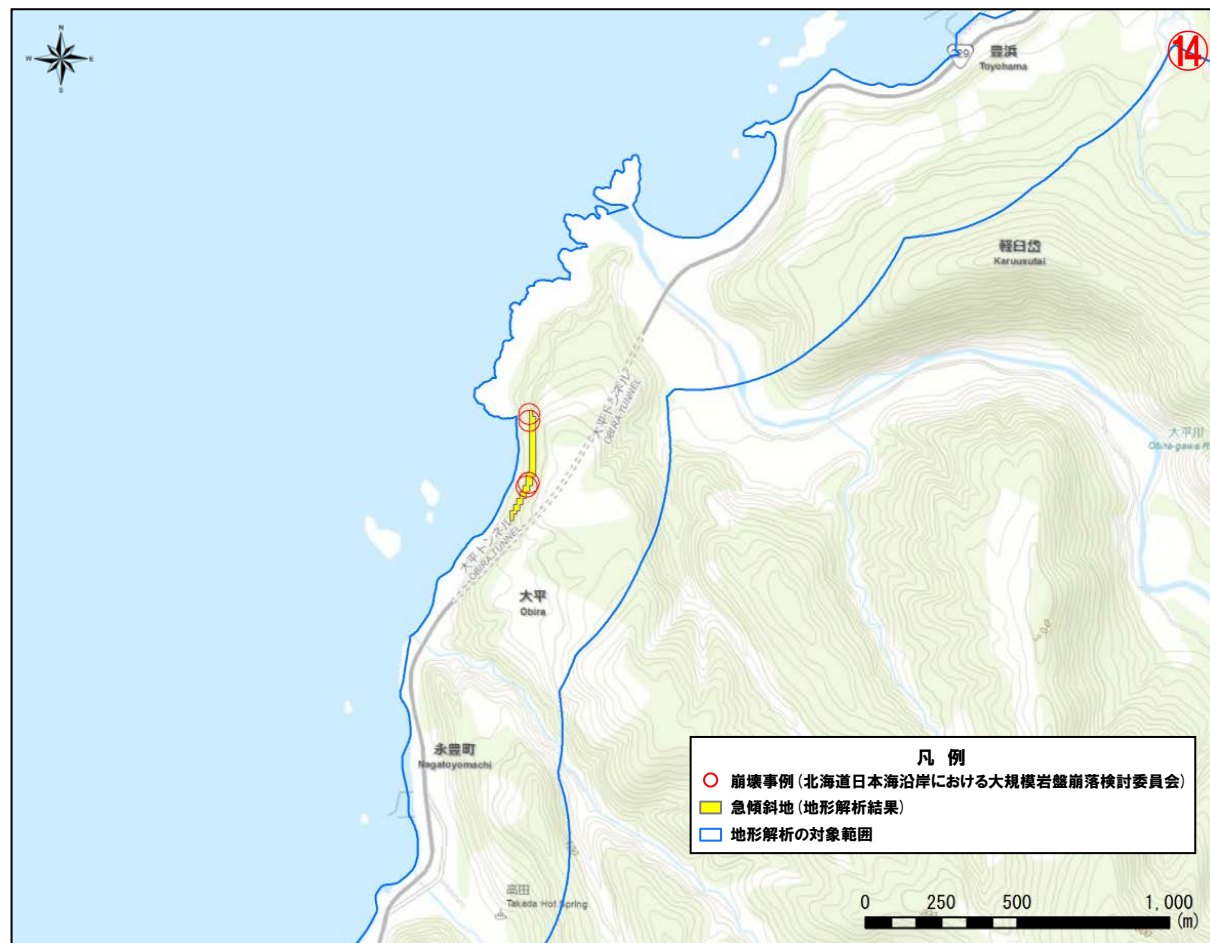 N
W
E
S
豊浜
Toyohama
14
軽臼岱
Karuusutai
大平トンネル
OBIRA TUNNEL
大平川
大平トンネル
OBIRA TUNNEL
大平
Obira
永豊町
Nagatoyomachi
高田
Takada Hot Spring
100
凡 例
崩壊事例(北海道日本海沿岸における大規模岩盤崩落検討委員会)
急傾斜地(地形解析結果)
地形解析の対象範囲
0 250 500 1,000
(m)